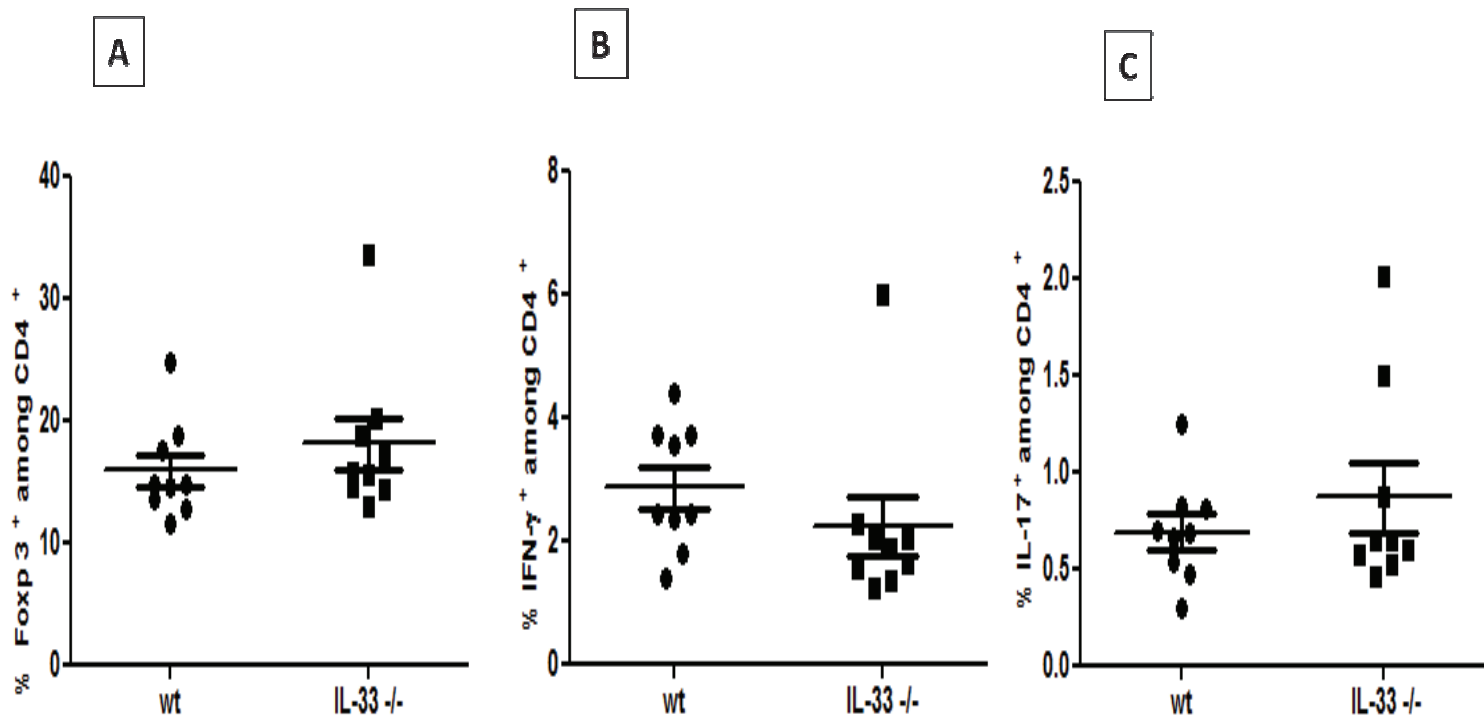 A
B
C
% Foxp 3 + among CD4 +
40
30
20
10
0
wt
IL-33 -/-
% IFN-γ + among CD4 +
8
6
4
2
0
wt
IL-33 -/-
% IL-17 + among CD4 +
2.5
2.0
1.5
1.0
0.5
0.0
wt
IL-33 -/-